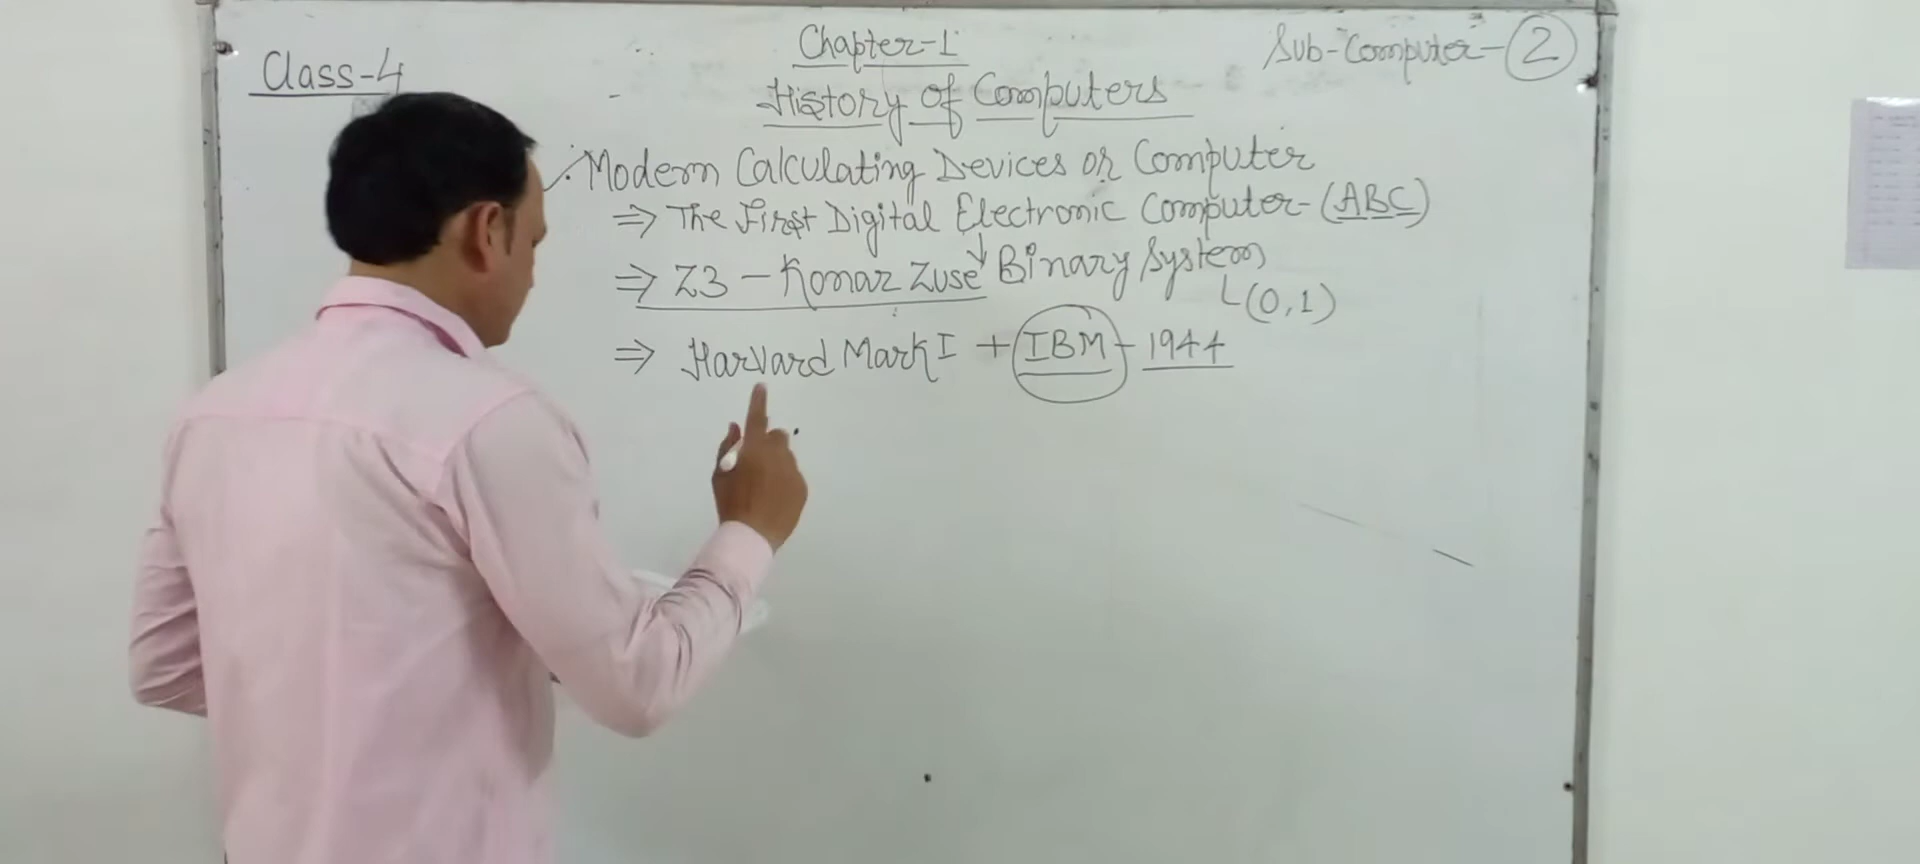 Class-4
Chapter-1
Sub-Computer-2
History of Computers
Modern Calculating Devices or Computer
⇒ The First Digital Electronic Computer-(ABC)
⇒ Z3 - Konar Zuse ↓ Binary System
(0,1)
⇒ Harvard Mark I + IBM - 1944